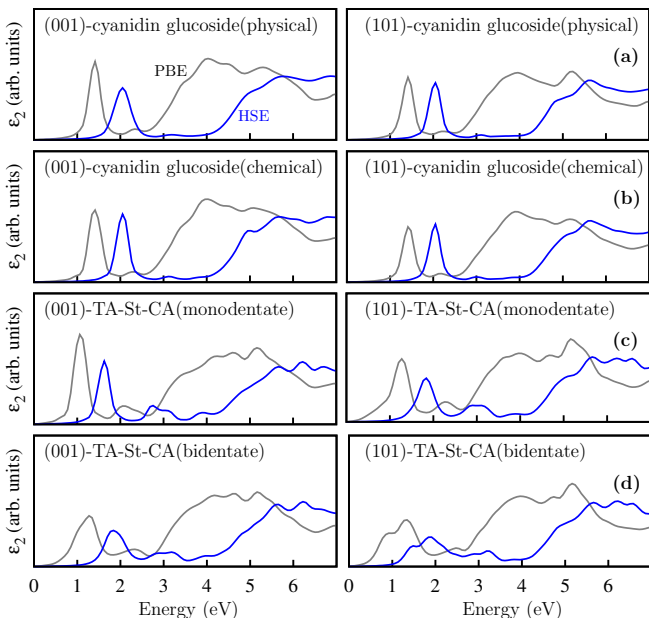 (001)-cyanidin glucoside(physical) (101)-cyanidin glucoside(physical)
ε₂ (arb. units) PBE HSE (a)
(001)-cyanidin glucoside(chemical) (101)-cyanidin glucoside(chemical)
ε₂ (arb. units) (b)
(001)-TA-St-CA(monodentate) (101)-TA-St-CA(monodentate)
ε₂ (arb. units) (c)
(001)-TA-St-CA(bidentate) (101)-TA-St-CA(bidentate)
ε₂ (arb. units) (d)
0 1 2 3 4 5 6 0 1 2 3 4 5 6
Energy (eV) Energy (eV)